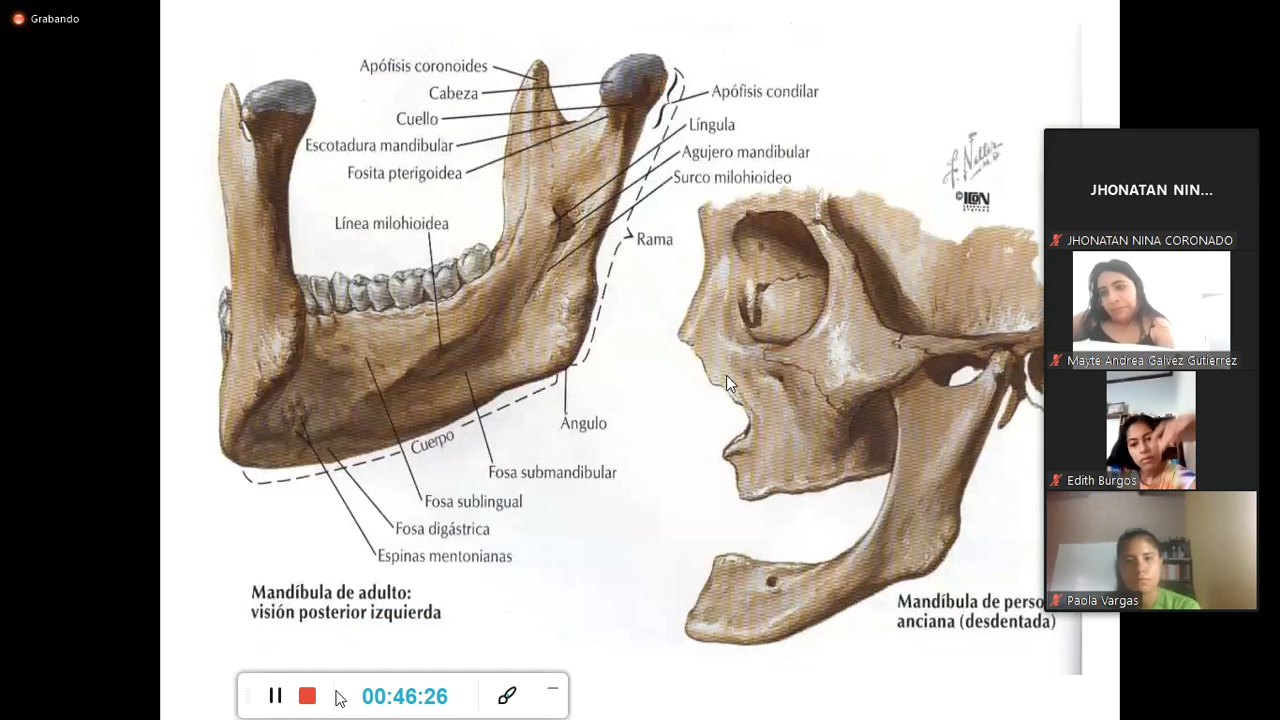 Grabando
Apófisis coronoides
Cabeza
Cuello
Escotadura mandibular
Fosita pterigoidea
Línea milohioidea
Apófisis condilar
Língula
Agujero mandibular
Surco milohioideo
Rama
Ángulo
Cuerpo
Fosa submandibular
Fosa sublingual
Fosa digástrica
Espinas mentonianas
Mandíbula de adulto:
visión posterior izquierda
Mandíbula de perso
anciana (desdentada)
©ICON
JHONATAN NIN...
JHONATAN NINA CORONADO
Mayte Andrea Galvez Gutierrez
Edith Burgos
Paola Vargas
00:46:26